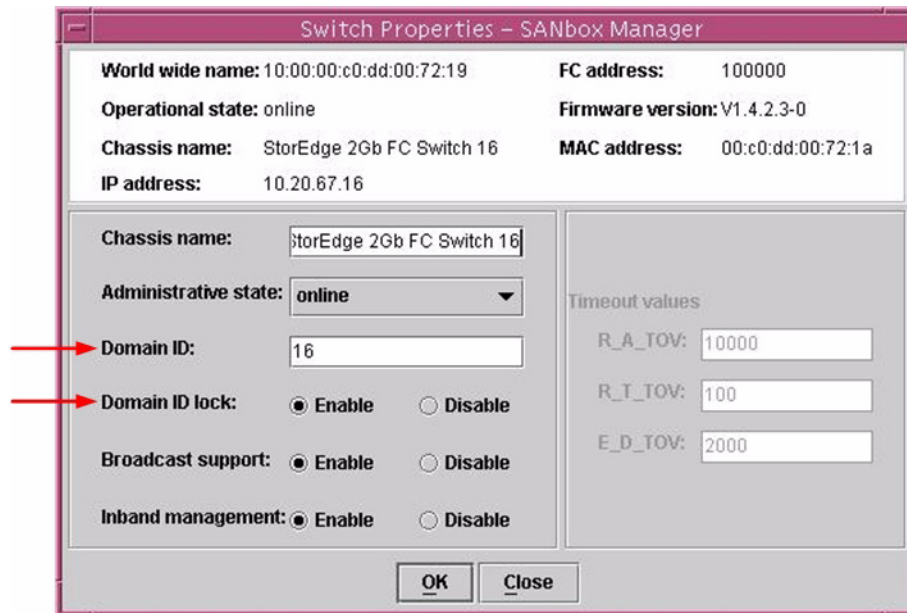 Switch Properties – SANbox Manager
World wide name: 10:00:00:c0:dd:00:72:19 FC address: 100000
Operational state: online Firmware version: V1.4.2.3-0
Chassis name: StorEdge 2Gb FC Switch 16 MAC address: 00:c0:dd:00:72:1a
IP address: 10.20.67.16
Chassis name: StorEdge 2Gb FC Switch 16
Administrative state: online
Domain ID: 16
Domain ID lock: Enable Disable
Broadcast support: Enable Disable
Inband management: Enable Disable
Timeout values
R_A_TOV: 10000
R_T_TOV: 100
E_D_TOV: 2000
OK Close